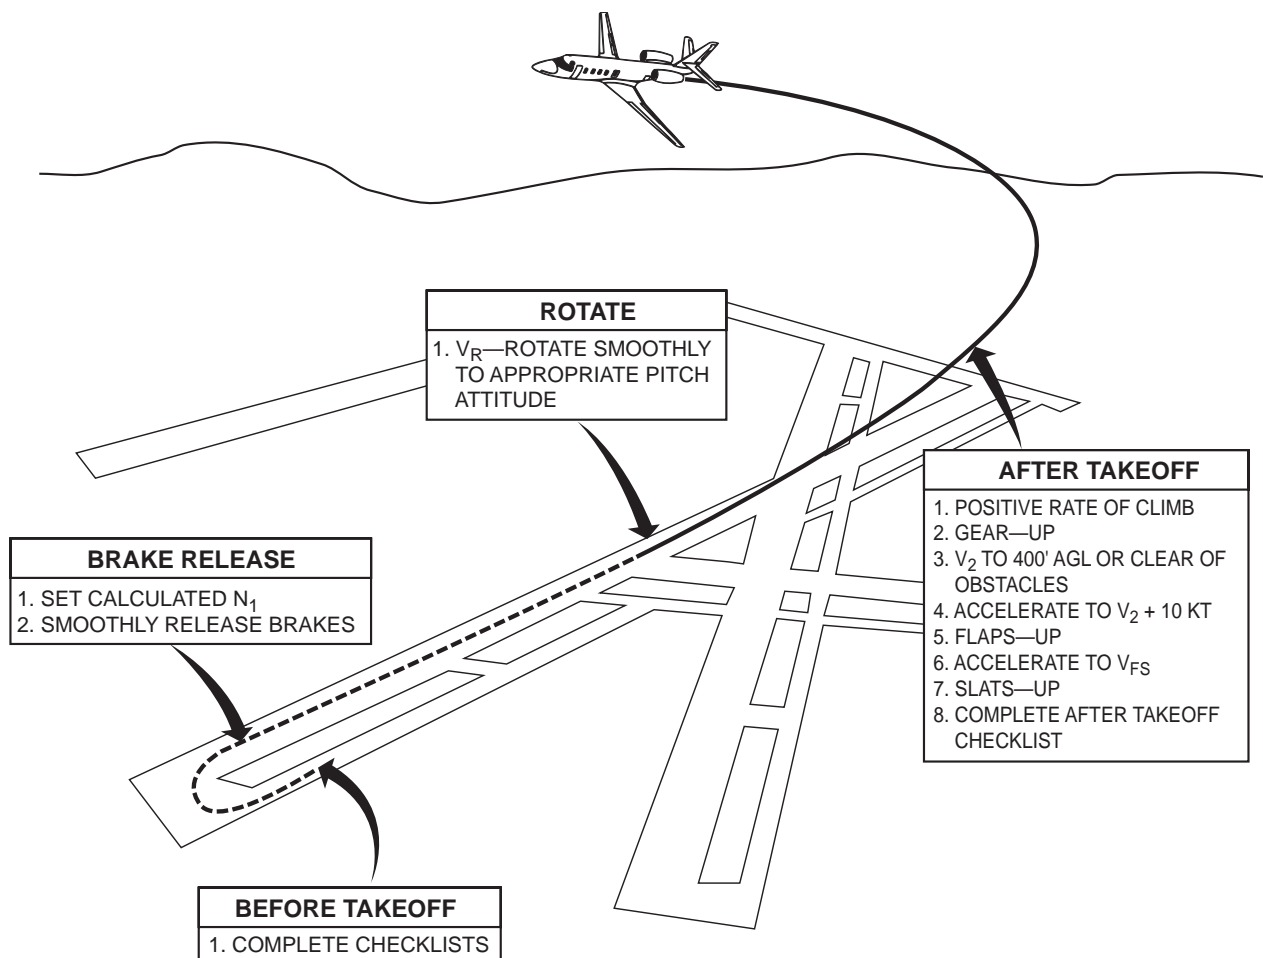 ROTATE
1. VR—ROTATE SMOOTHLY
TO APPROPRIATE PITCH
ATTITUDE
AFTER TAKEOFF
1. POSITIVE RATE OF CLIMB
2. GEAR—UP
3. V2 TO 400' AGL OR CLEAR OF
OBSTACLES
4. ACCELERATE TO V2 + 10 KT
5. FLAPS—UP
6. ACCELERATE TO VFS
7. SLATS—UP
8. COMPLETE AFTER TAKEOFF
CHECKLIST
BRAKE RELEASE
1. SET CALCULATED N1
2. SMOOTHLY RELEASE BRAKES
BEFORE TAKEOFF
1. COMPLETE CHECKLISTS